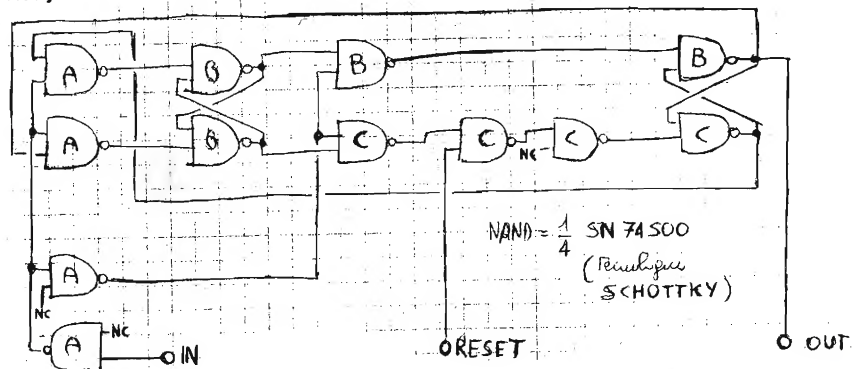 A
B
B
B
A
B
C
C
C
C
NC
NAND = 1/4 SN 74S00
SCHOTTKY)
A
NC
A
NC
IN
RESET
OUT